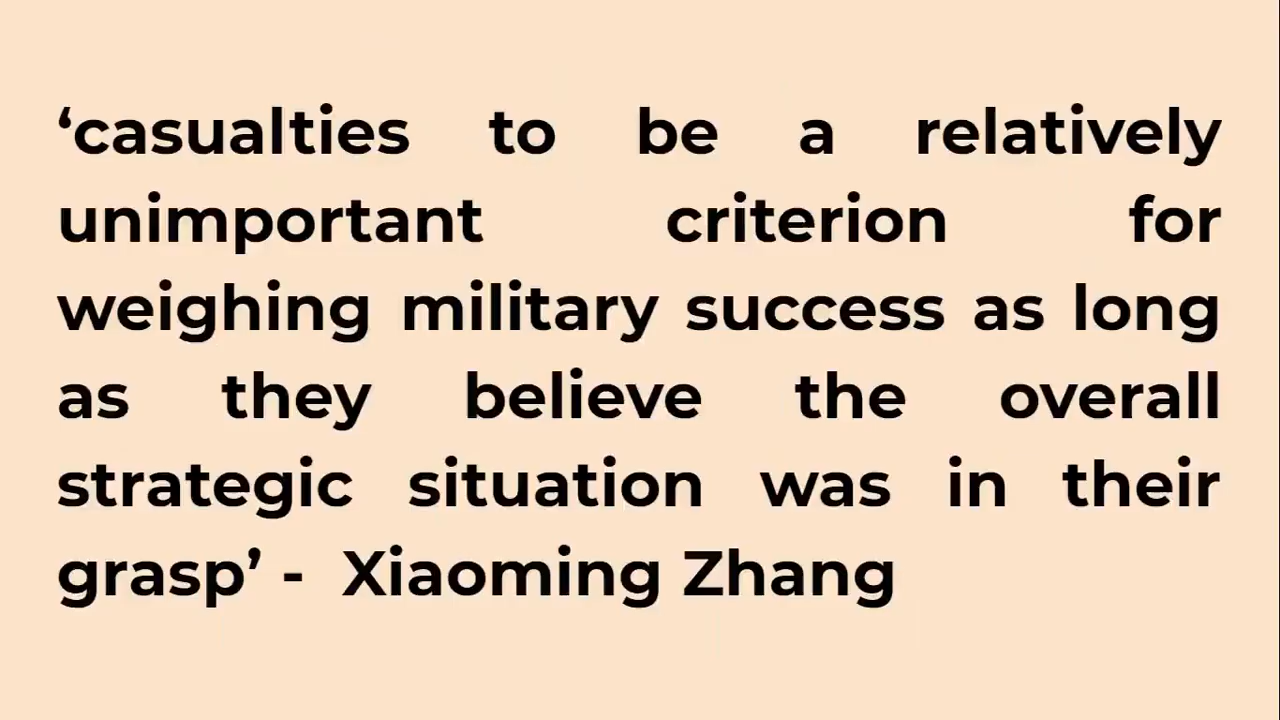 ‘casualties to be a relatively
unimportant criterion for
weighing military success as long
as they believe the overall
strategic situation was in their
grasp’ - Xiaoming Zhang